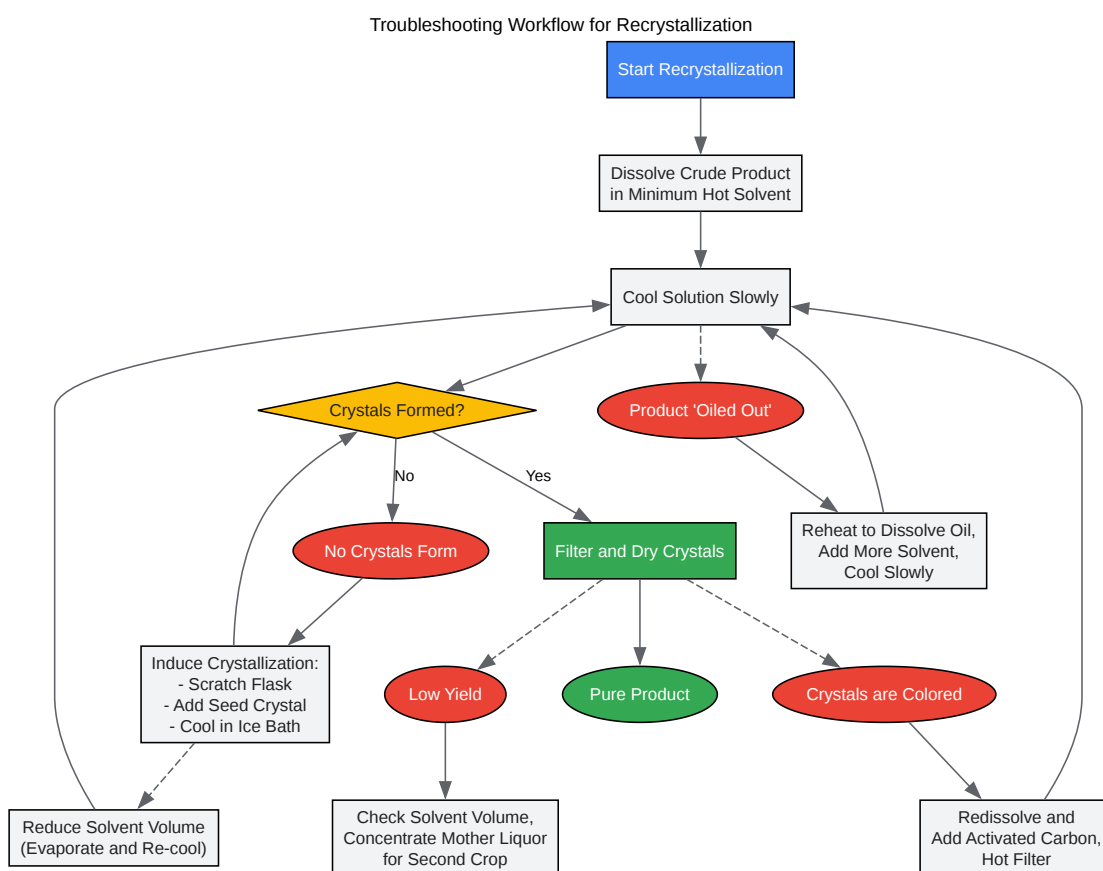 Troubleshooting Workflow for Recrystallization
Start Recrystallization
Dissolve Crude Product
in Minimum Hot Solvent
Cool Solution Slowly
Crystals Formed?
Product 'Oiled Out'
No
Yes
No Crystals Form
Filter and Dry Crystals
Reheat to Dissolve Oil,
Add More Solvent,
Cool Slowly
Induce Crystallization:
- Scratch Flask
- Add Seed Crystal
- Cool in Ice Bath
Low Yield
Pure Product
Crystals are Colored
Reduce Solvent Volume
(Evaporate and Re-cool)
Check Solvent Volume,
Concentrate Mother Liquor
for Second Crop
Redissolve and
Add Activated Carbon,
Hot Filter